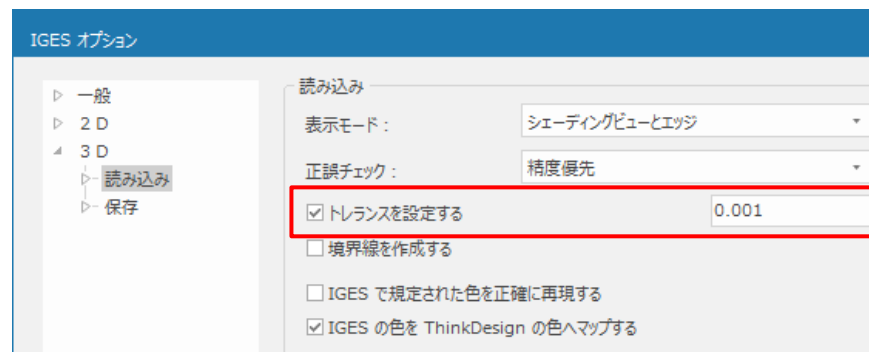 IGES オプション
一般
2 D
3 D
読み込み
保存
読み込み
表示モード :
シェーディングビューとエッジ
正誤チェック :
精度優先
トレランスを設定する
0.001
境界線を作成する
IGES で規定された色を正確に再現する
IGES の色を ThinkDesign の色へマップする